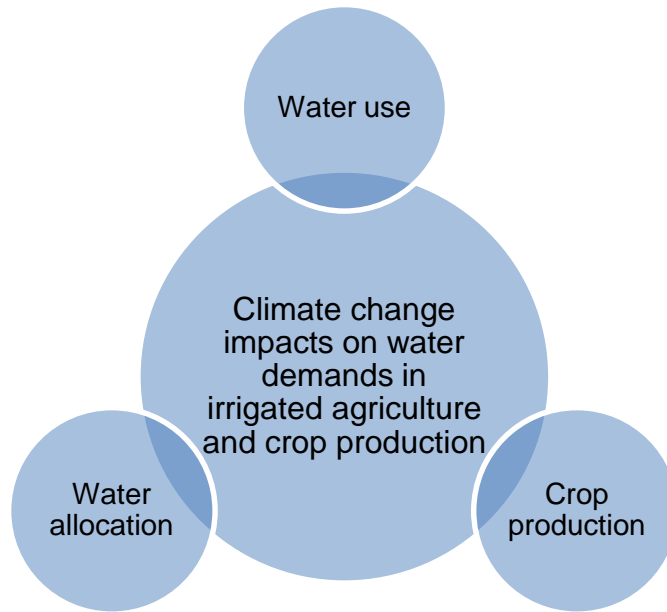 Water use
Climate change
impacts on water
demands in
irrigated agriculture
and crop production
Water
allocation
Crop
production